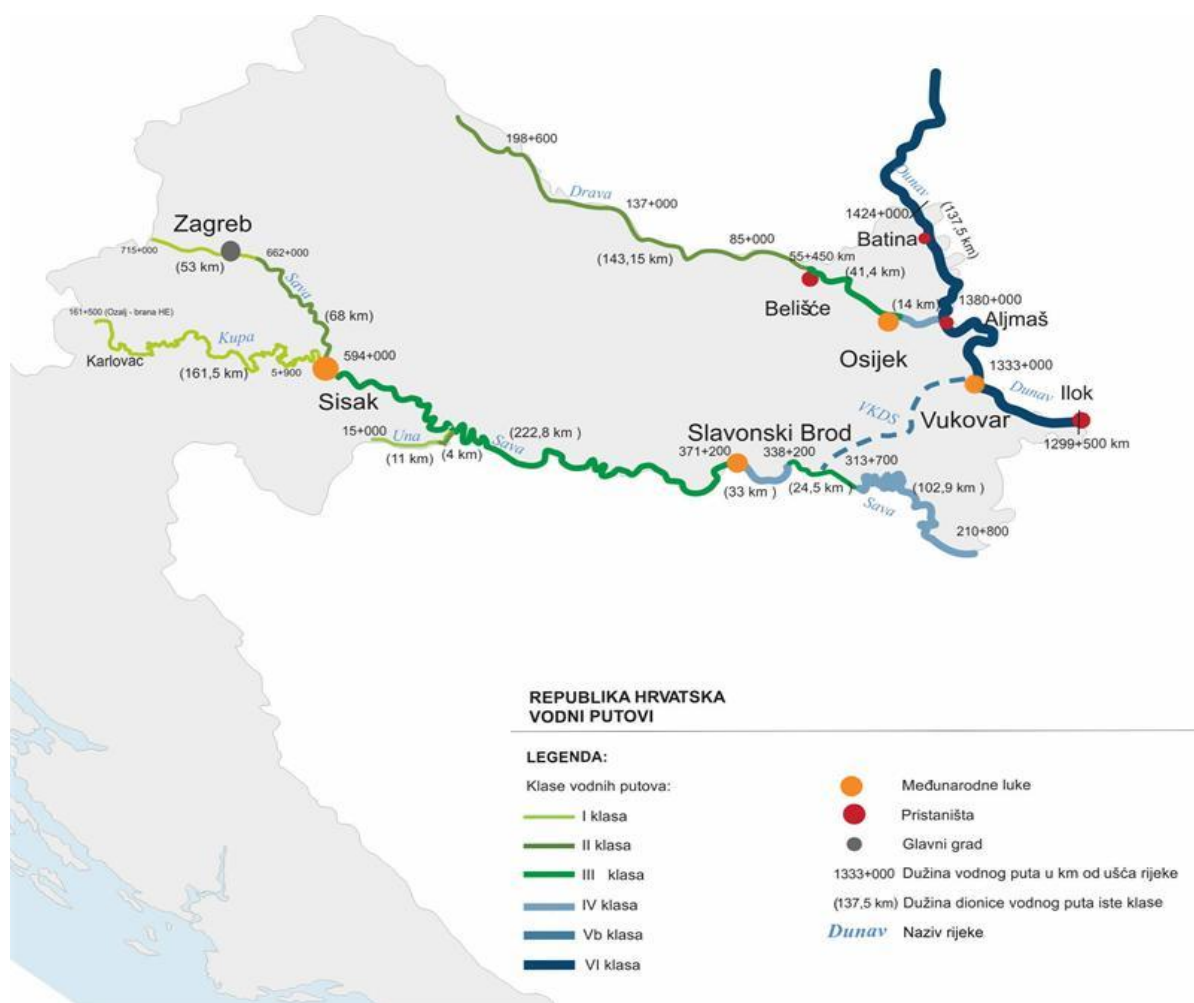 198+600
Drava
137+000
Dunav
1424+000
(137,5 km)
Zagreb
715+000
(53 km)
662+000
(143,15 km)
85+000
55+450 km
Batina
(41,4 km)
Sava
Belišće
(14 km)
1380+000
Aljmaš
161+500 (Ozalj - brana HE)
(68 km)
Kupa
Karlovac
(161,5 km)
5+900
594+000
Osijek
1333+000
Sisak
Dunav
Ilok
VKDS
Vukovar
15+000
Una
(11 km)
(4 km)
Sava
(222,8 km )
Slavonski Brod
1299+500 km
371+200
338+200
313+700
(33 km )
(24,5 km )
Sava
(102,9 km )
210+800
REPUBLIKA HRVATSKA
VODNI PUTOVI
LEGENDA:
Klase vodnih putova:
I klasa
II klasa
III klasa
IV klasa
Vb klasa
VI klasa
Međunarodne luke
Pristaništa
Glavni grad
1333+000 Dužina vodnog puta u km od ušća rijeke
(137,5 km) Dužina dionice vodnog puta iste klase
Dunav Naziv rijeke